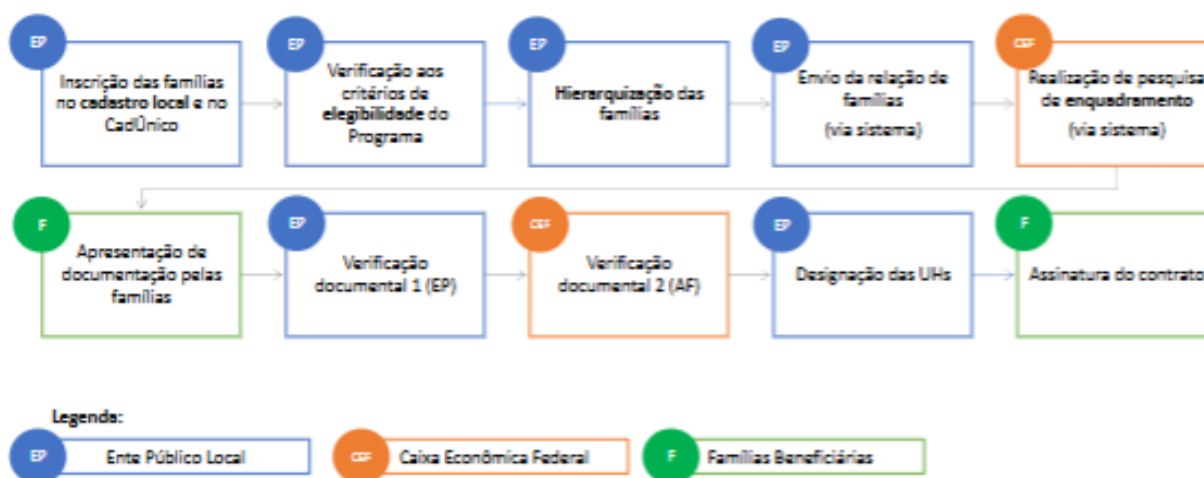 EP
Inscrição das famílias
no cadastro local e no
CadÚnico
EP
Verificação aos
critérios de
elegibilidade do
Programa
EP
Hierarquização das
famílias
EP
Envio da relação de
famílias
(via sistema)
CEF
Realização de pesquisa
de enquadramento
(via sistema)
F
Apresentação de
documentação pelas
famílias
EP
Verificação
documental 1 (EP)
CEF
Verificação
documental 2 (AF)
EP
Designação das UHs
F
Assinatura do contrato
Legenda:
EP
Ente Público Local
CEF
Caixa Econômica Federal
F
Famílias Beneficiárias